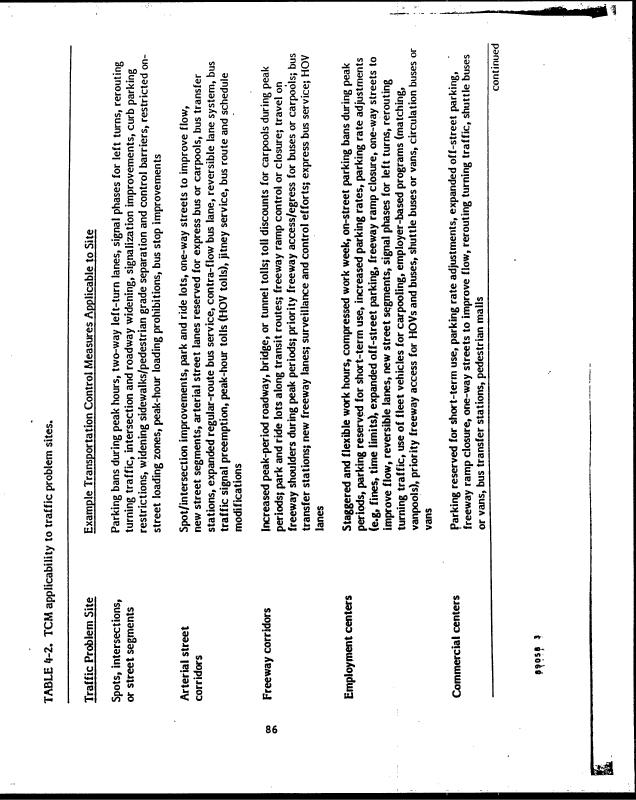 TABLE 4-2. TCM applicability to traffic problem sites.
Traffic Problem Site
Example Transportation Control Measures Applicable to Site
Spots, intersections,
or street segments
Parking bans during peak hours, two-way left-turn lanes, signal phases for left turns, rerouting
turning traffic, intersection and roadway widening, signalization improvements, curb parking
restrictions, widening sidewalks/pedestrian grade separation and control barriers, restricted on-
street loading zones, peak-hour loading prohibitions, bus stop improvements
Arterial street
corridors
Spot/intersection improvements, park and ride lots, one-way streets to improve flow,
new street segments, arterial street lanes reserved for express bus or carpools, bus transfer
stations, expanded regular-route bus service, contra-flow bus lane, reversible lane system, bus
traffic signal preemption, peak-hour tolls (HOV tolls), jitney service, bus route and schedule
modifications
Freeway corridors
Increased peak-period roadway, bridge, or tunnel tolls; toll discounts for carpools during peak
periods; park and ride lots along transit routes; freeway ramp control or closure; travel on
freeway shoulders during peak periods; priority freeway access/egress for buses or carpools; bus
transfer stations; new freeway lanes; surveillance and control efforts; express bus service; HOV
lanes
Employment centers
Staggered and flexible work hours, compressed work week, on-street parking bans during peak
periods, parking reserved for short-term use, increased parking rates, parking rate adjustments
(e.g, fines, time limits), expanded off-street parking, freeway ramp closure, one-way streets to
improve flow, reversible lanes, new street segments, signal phases for left turns, rerouting
turning traffic, use of fleet vehicles for carpooling, employer-based programs (matching,
vanpools), priority freeway access for HOVs and buses, shuttle buses or vans, circulation buses or
vans
Commercial centers
Parking reserved for short-term use, parking rate adjustments, expanded off-street parking,
freeway ramp closure, one-way streets to improve flow, rerouting turning traffic, shuttle buses
or vans, bus transfer stations, pedestrian malls
continued
89058 3
86